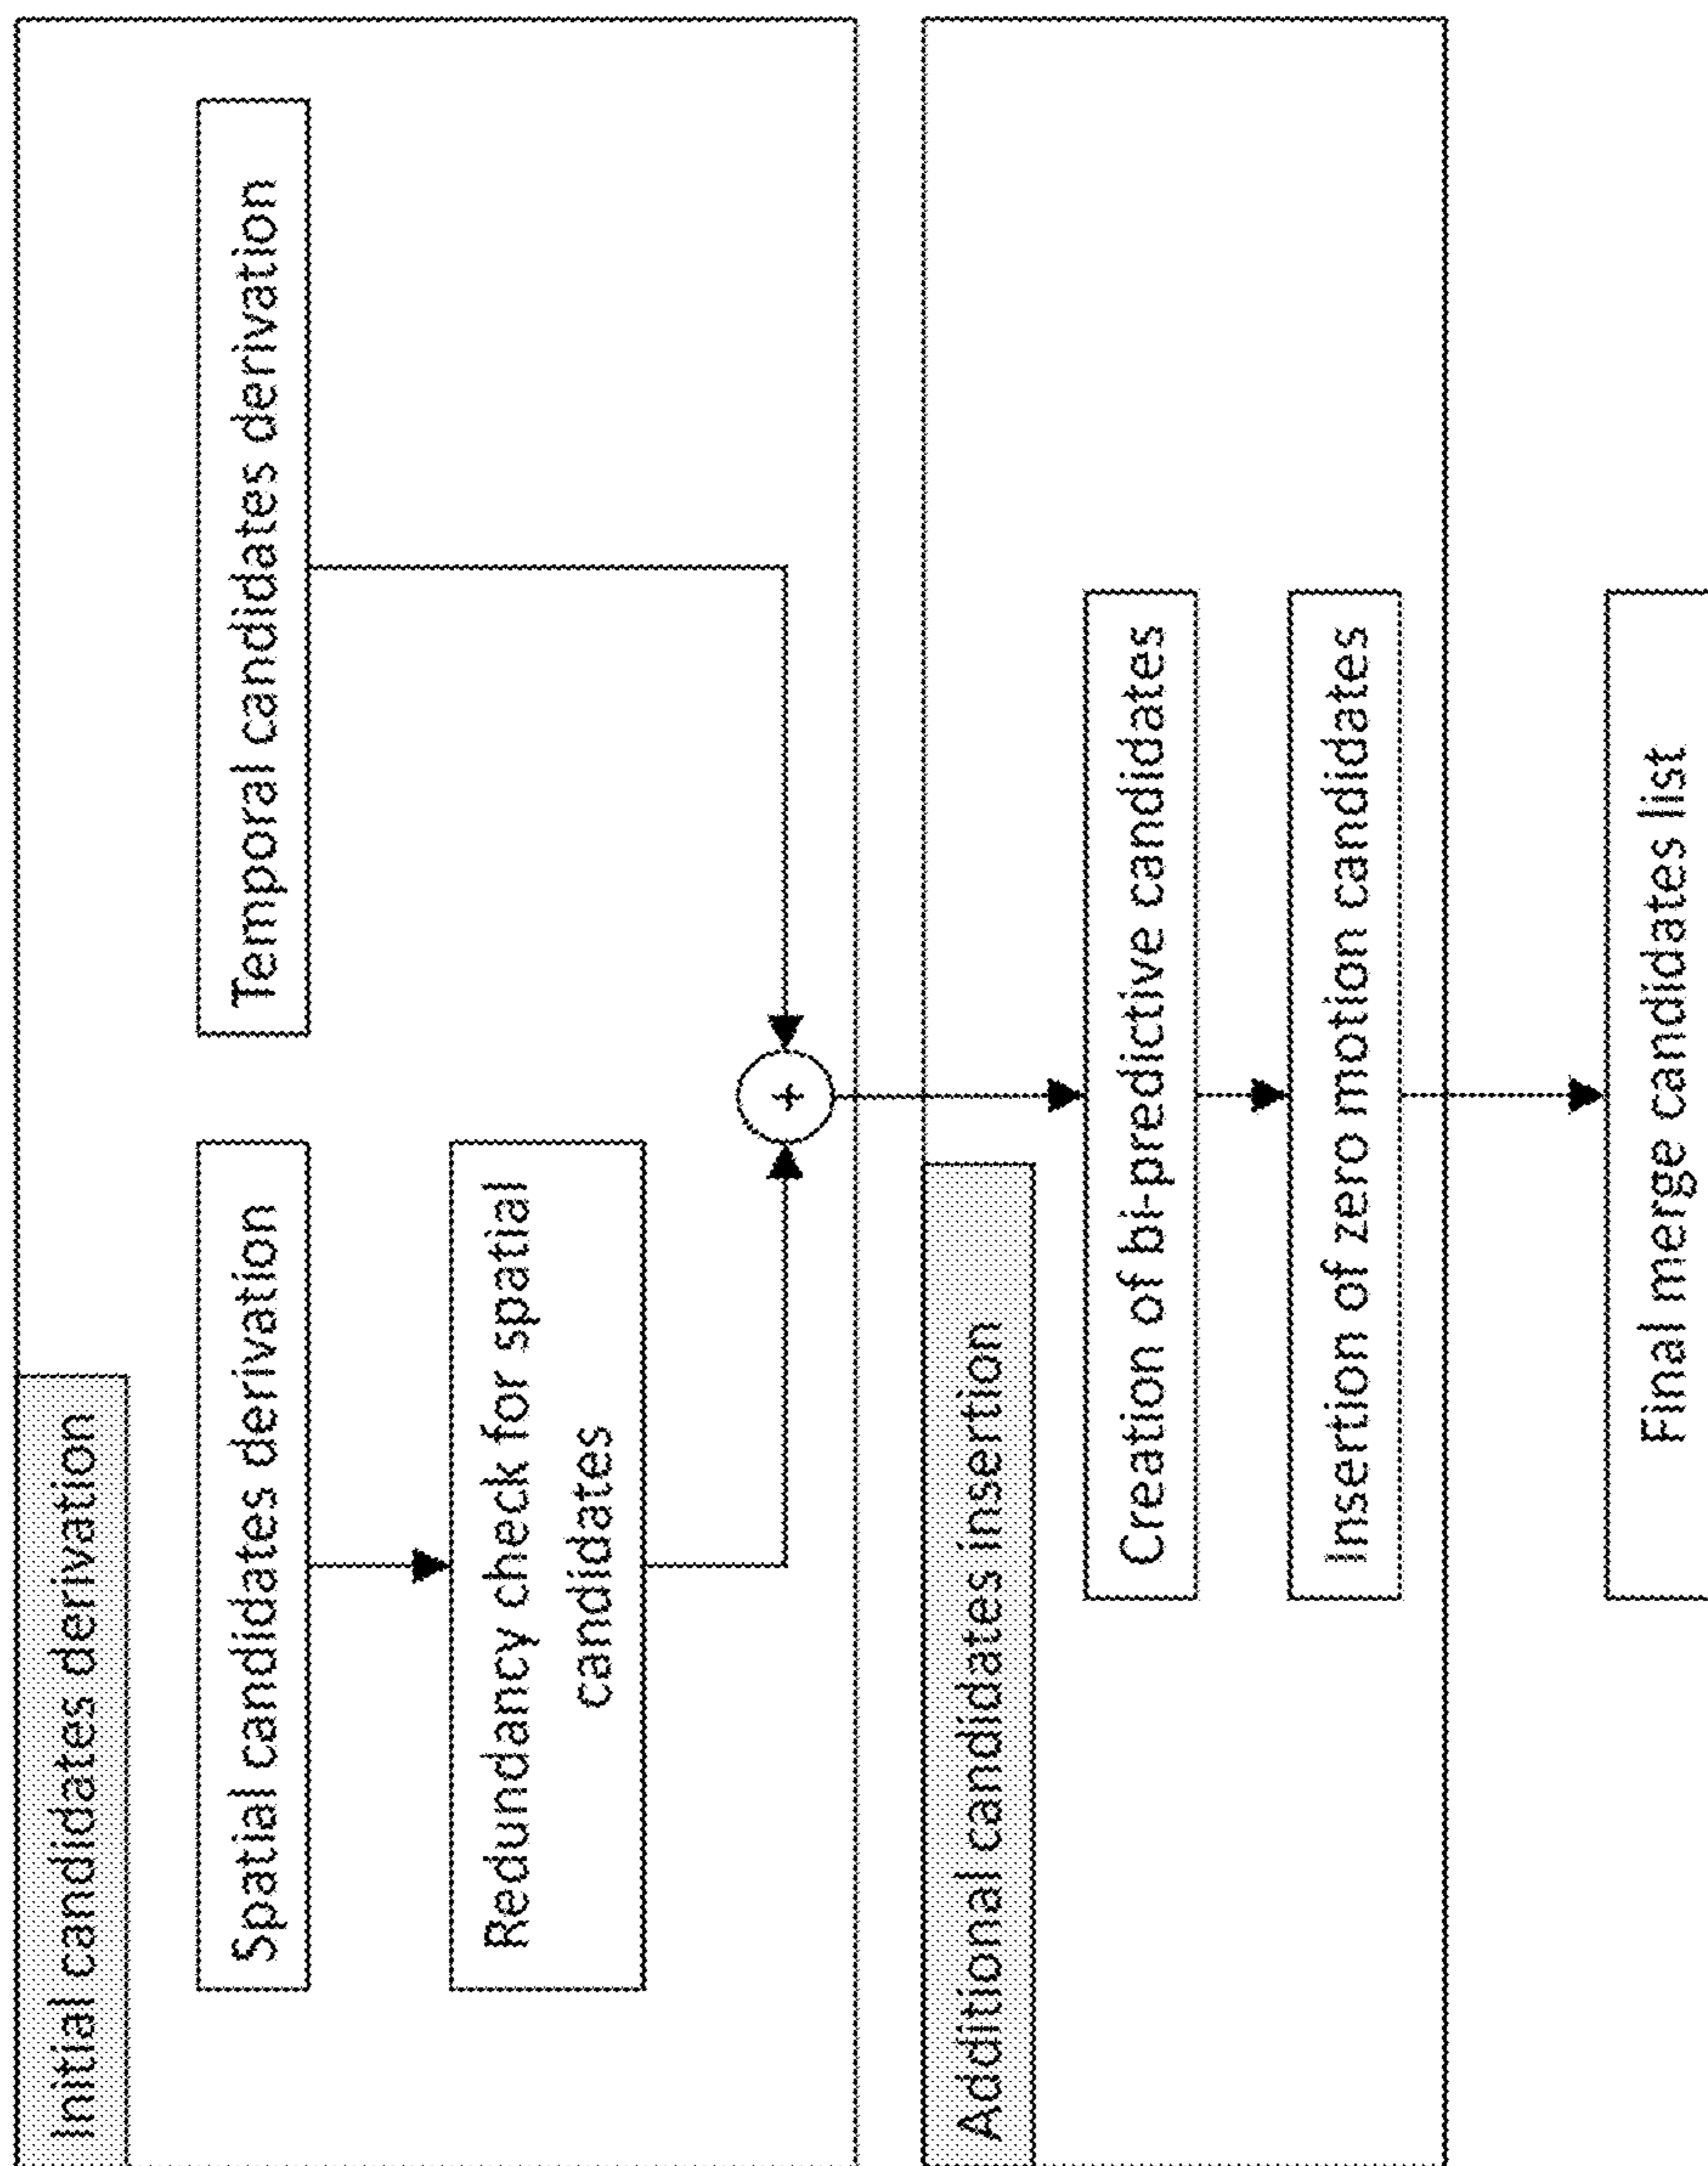 Initial candidates derivation
Spatial candidates derivation
Temporal candidates derivation
Redundancy check for spatial
candidates
+
Additional candidates insertion
Creation of bi-predictive candidates
Insertion of zero motion candidates
Final merge candidates list